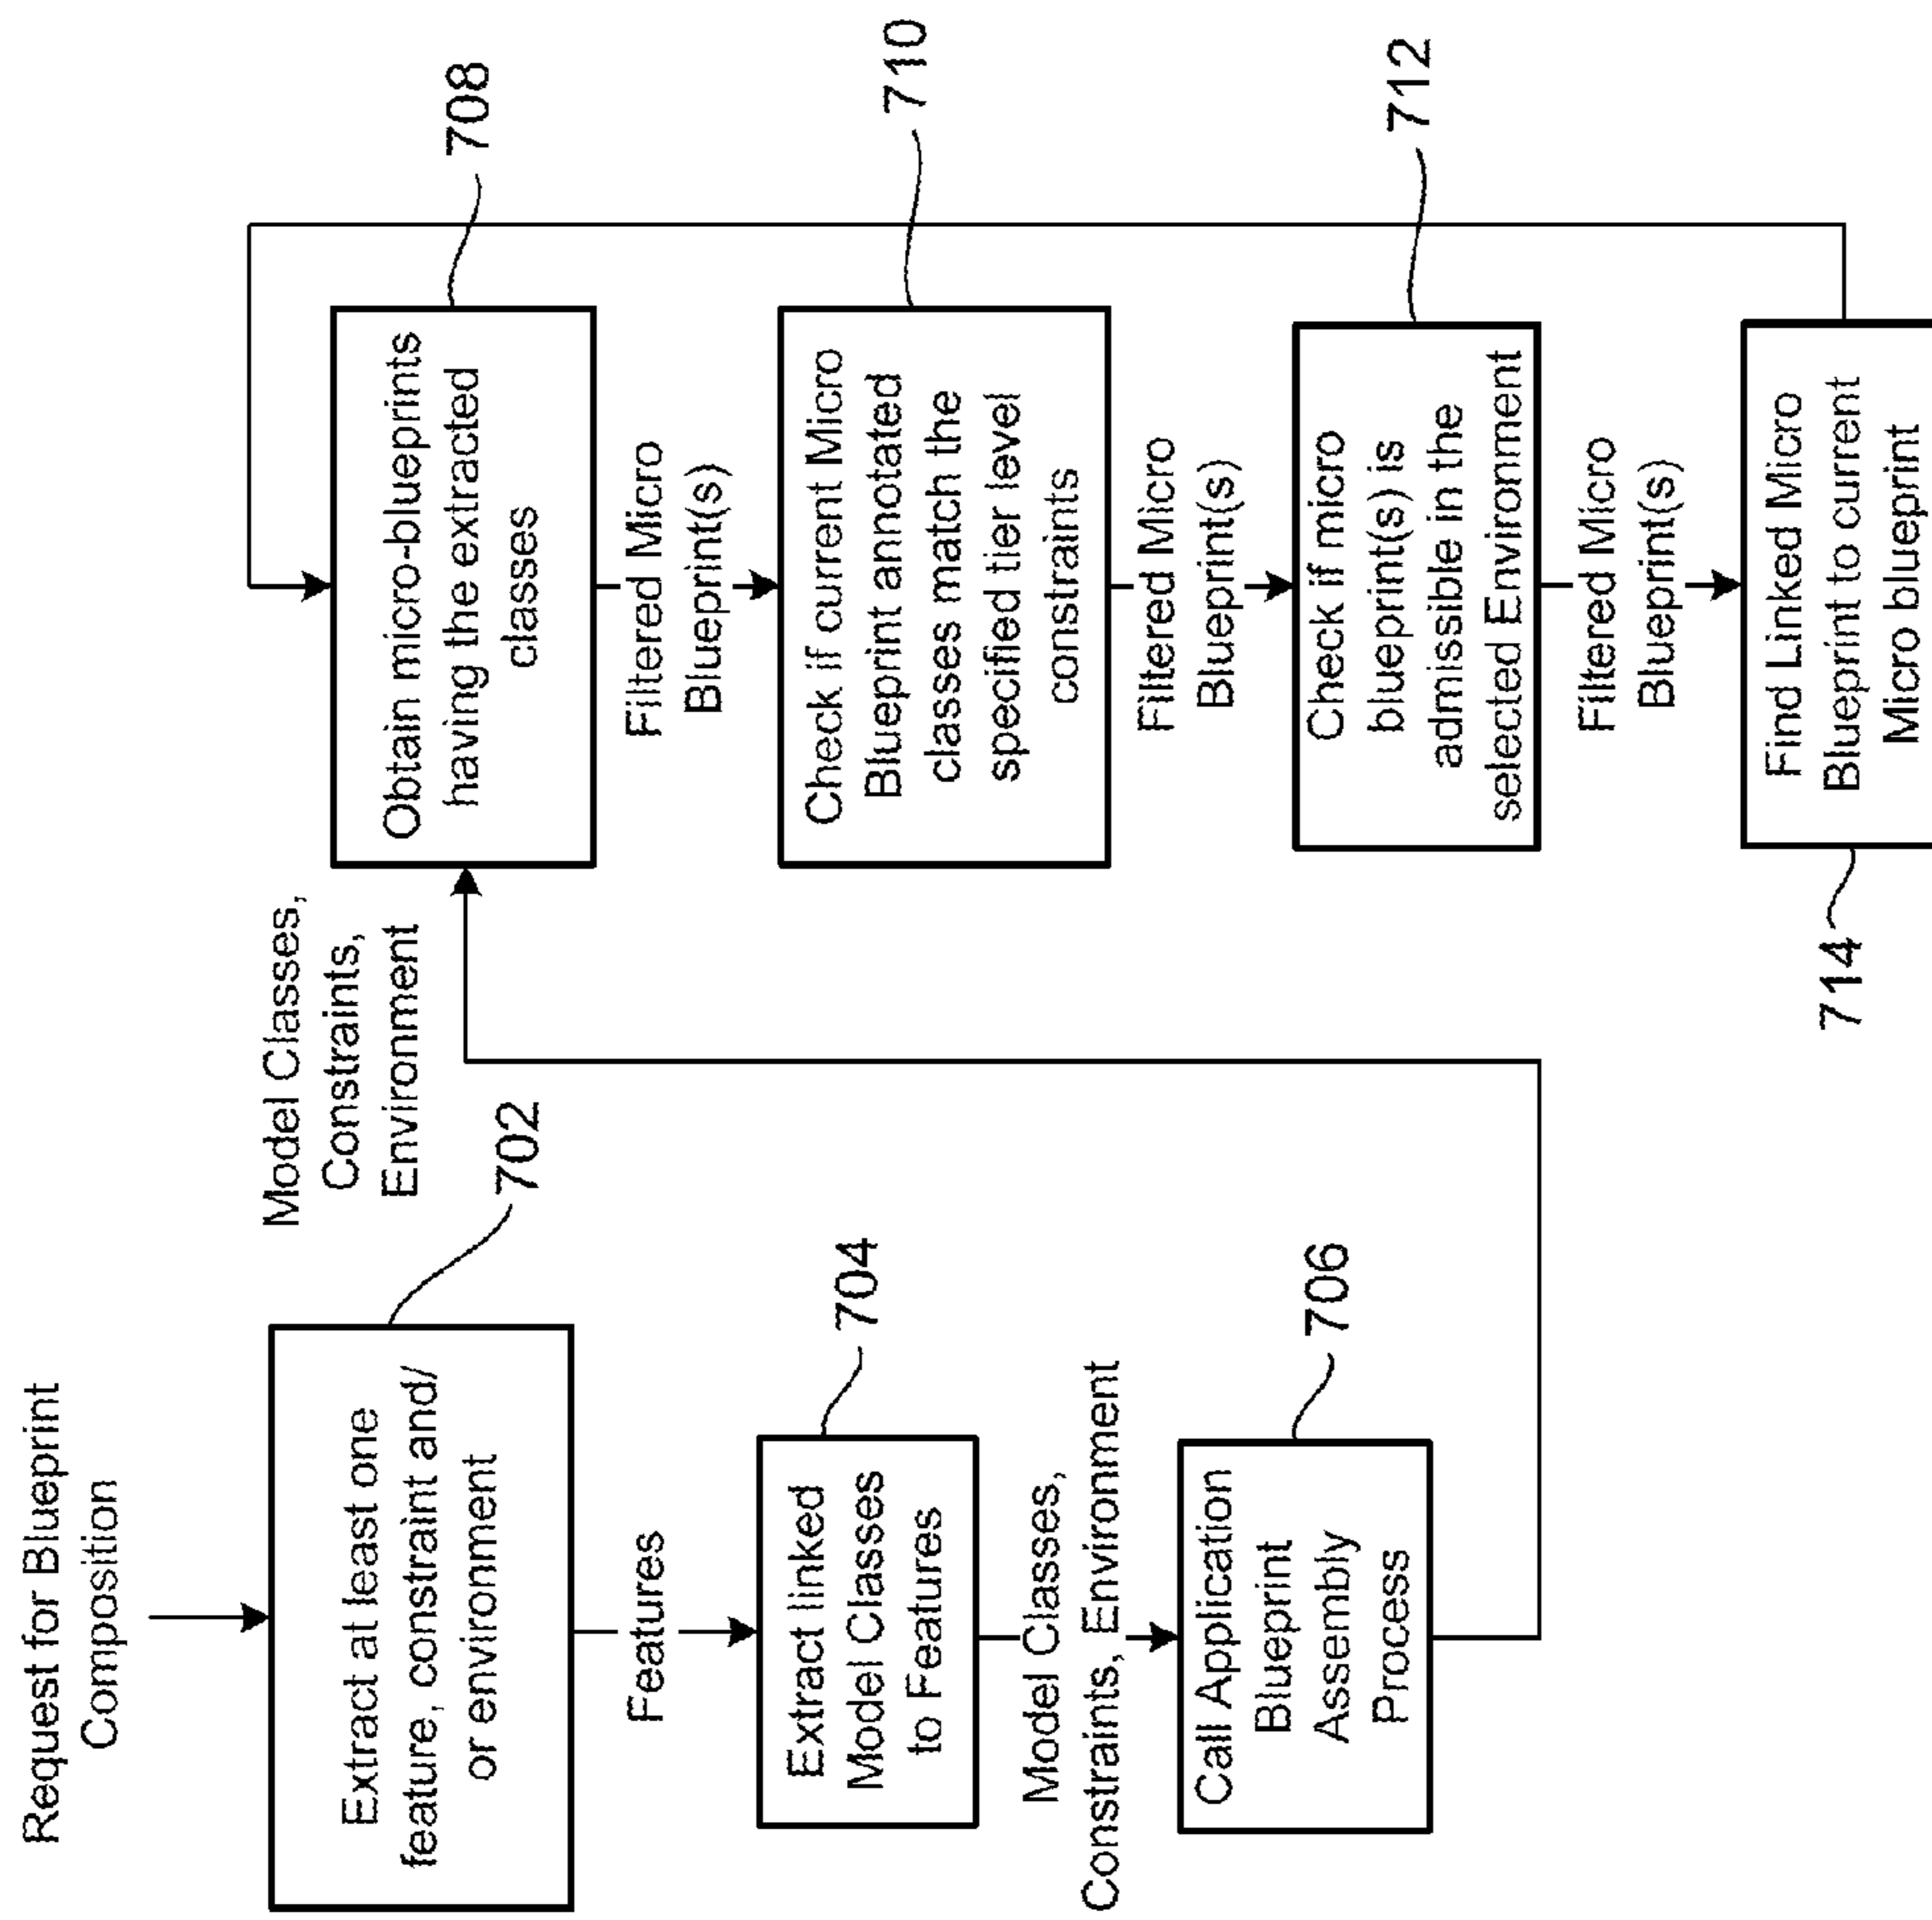 Request for Blueprint
Composition
Extract at least one
feature, constraint and/
or environment
702
Features
Extract linked
Model Classes
to Features
704
Model Classes,
Constraints, Environment
Call Application
Blueprint
Assembly
Process
706
Model Classes,
Constraints,
Environment
Obtain micro-blueprints
having the extracted
classes
708
Filtered Micro
Blueprint(s)
Check if current Micro
Blueprint annotated
classes match the
specified tier level
constraints
710
Filtered Micro
Blueprint(s)
Check if micro
blueprint(s) is
admissible in the
selected Environment
712
Filtered Micro
Blueprint(s)
Find Linked Micro
Blueprint to current
Micro blueprint
714